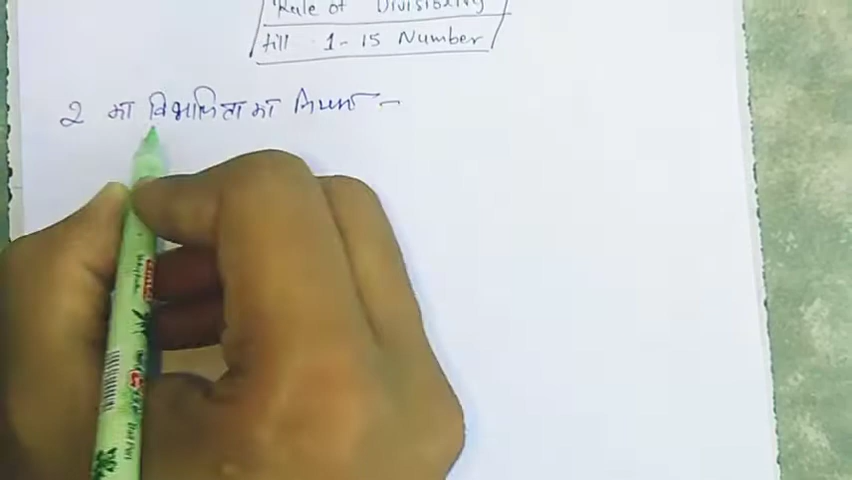 Rule of Divisibility
till 1-15 Number
2 का विभाजिता का नियम -